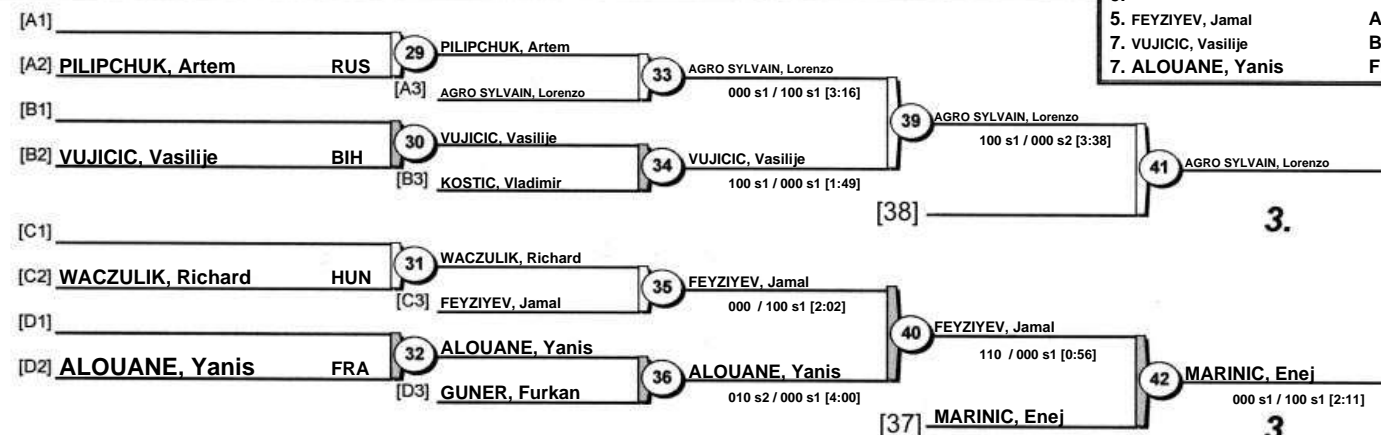 [A1]
[A2] PILIPCHUK, Artem RUS
29
PILIPCHUK, Artem
[A3] AGRO SYLVAIN, Lorenzo
33
AGRO SYLVAIN, Lorenzo
000 s1 / 100 s1 [3:16]
[B1]
[B2] VUJICIC, Vasilije BIH
30
VUJICIC, Vasilije
[B3] KOSTIC, Vladimir
34
VUJICIC, Vasilije
100 s1 / 000 s1 [1:49]
39
AGRO SYLVAIN, Lorenzo
100 s1 / 000 s2 [3:38]
[38]
41
AGRO SYLVAIN, Lorenzo
3.
[C1]
[C2] WACZULIK, Richard HUN
31
WACZULIK, Richard
[C3] FEYZIYEV, Jamal
35
FEYZIYEV, Jamal
000 / 100 s1 [2:02]
[D1]
[D2] ALOUANE, Yanis FRA
32
ALOUANE, Yanis
[D3] GUNER, Furkan
36
ALOUANE, Yanis
010 s2 / 000 s1 [4:00]
40
FEYZIYEV, Jamal
110 / 000 s1 [0:56]
[37] MARINIC, Enej
42
MARINIC, Enej
000 s1 / 100 s1 [2:11]
3
5. FEYZIYEV, Jamal A
7. VUJICIC, Vasilije B
7. ALOUANE, Yanis F